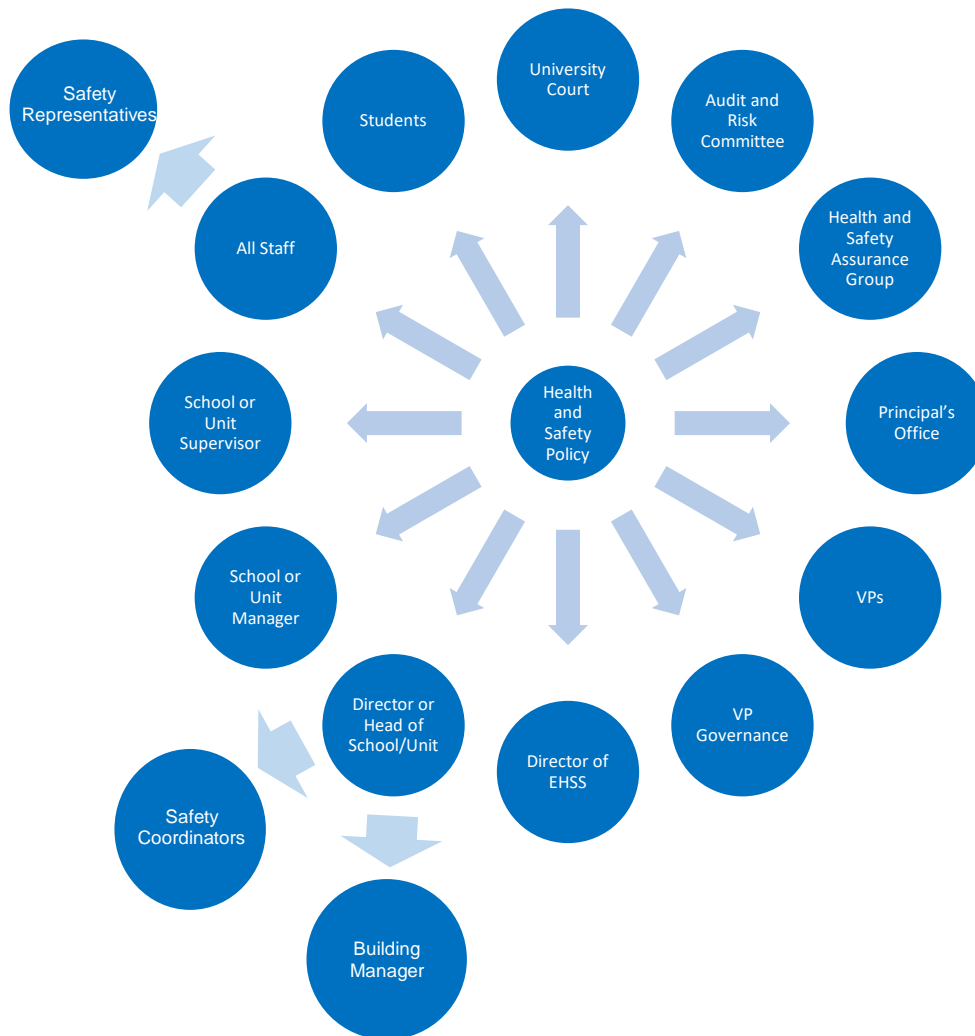 University
Court
Safety
Representatives
Students
Audit and
Risk
Committee
All Staff
Health and
Safety
Assurance
Group
School or
Unit
Supervisor
Health
and
Safety
Policy
Principal’s
Office
School or
Unit
Manager
VPs
Director or
Head of
School/Unit
VP
Governance
Director of
EHSS
Safety
Coordinators
Building
Manager